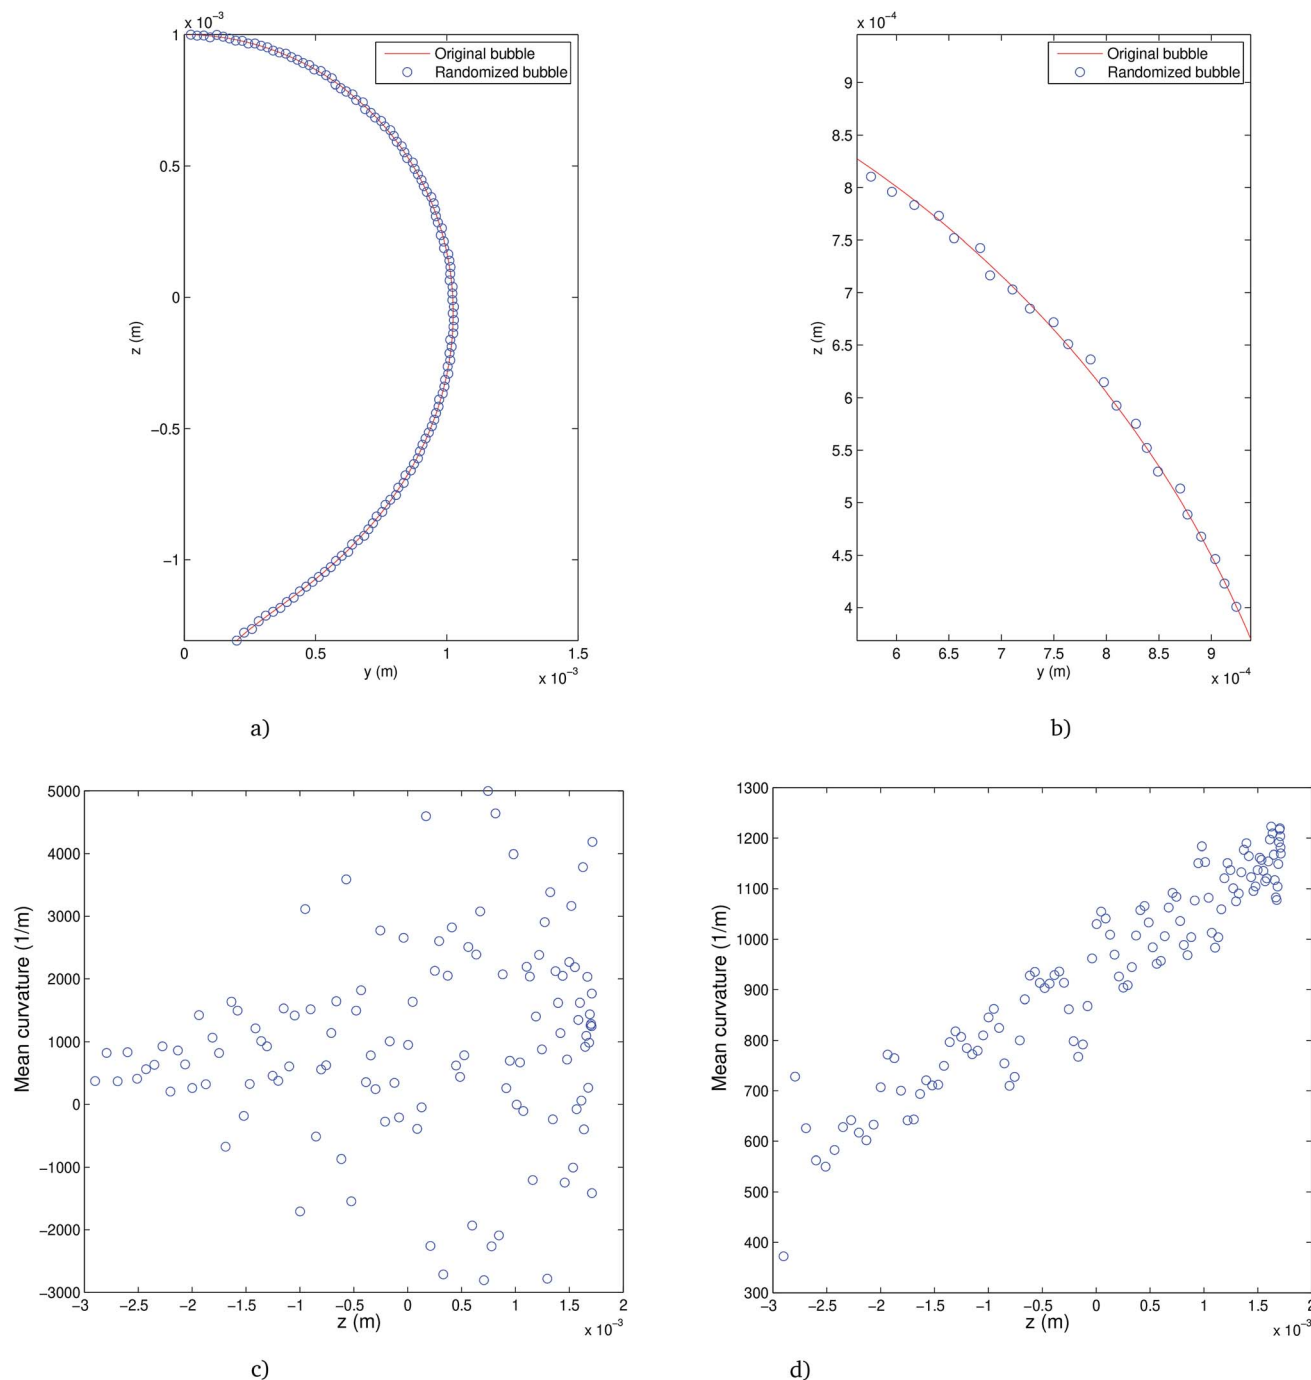 x 10⁻³
1
0.5
0
−0.5
−1
z (m)
Original bubble
Randomized bubble
0 0.5 1 1.5
y (m)
x 10⁻³
a)
x 10⁻⁴
9
8.5
8
7.5
7
6.5
6
5.5
5
4.5
4
z (m)
Original bubble
Randomized bubble
6 6.5 7 7.5 8 8.5 9
y (m)
x 10⁻⁴
b)
5000
4000
3000
2000
1000
0
−1000
−2000
−3000
Mean curvature (1/m)
−3 −2.5 −2 −1.5 −1 −0.5 0 0.5 1 1.5 2
z (m)
x 10⁻³
c)
1300
1200
1100
1000
900
800
700
600
500
400
300
Mean curvature (1/m)
−3 −2.5 −2 −1.5 −1 −0.5 0 0.5 1 1.5 2
z (m)
x 10⁻³
d)